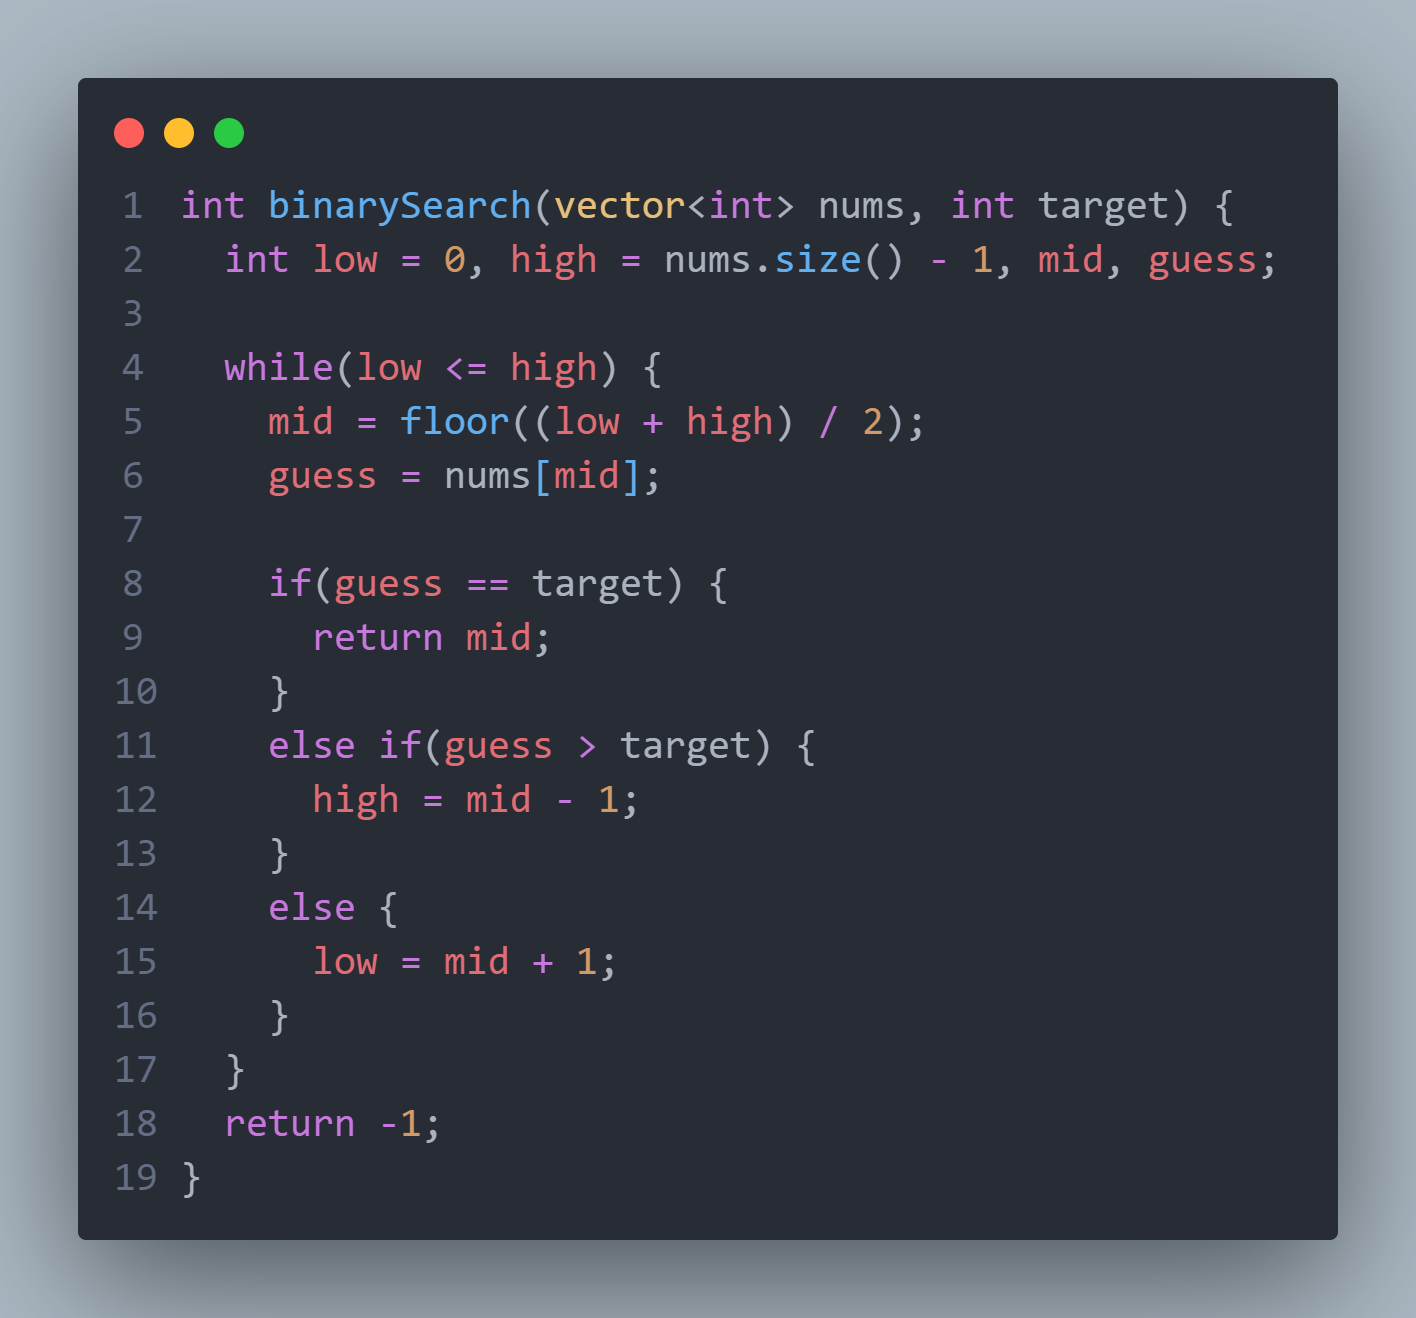 1 int binarySearch(vector<int> nums, int target) {
2   int low = 0, high = nums.size() - 1, mid, guess;
3
4   while(low <= high) {
5     mid = floor((low + high) / 2);
6     guess = nums[mid];
7
8     if(guess == target) {
9       return mid;
10     }
11     else if(guess > target) {
12       high = mid - 1;
13     }
14     else {
15       low = mid + 1;
16     }
17   }
18   return -1;
19 }